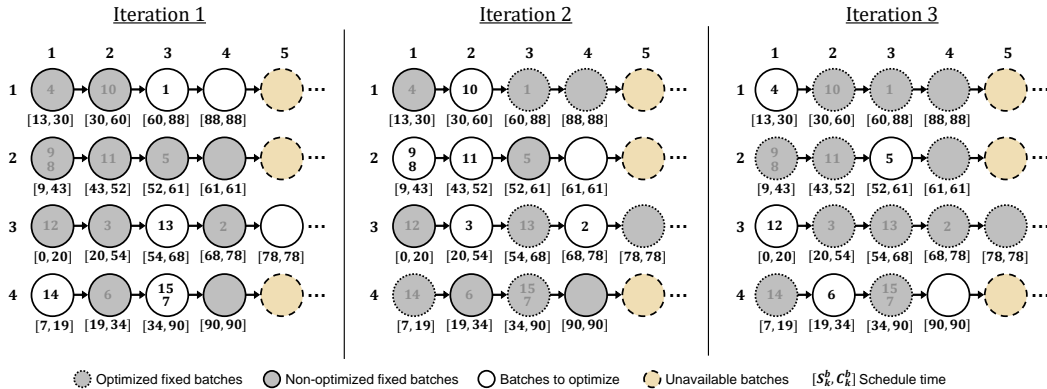 Iteration 1
Iteration 2
Iteration 3
1 2 3 4 5
1 2 3 4 5
1 2 3 4 5
1 4 10 1 ...
[13, 30] [30, 60] [60, 88] [88, 88]
2 9 8 11 5 ...
[9, 43] [43, 52] [52, 61] [61, 61]
3 12 3 13 2 ...
[0, 20] [20, 54] [54, 68] [68, 78] [78, 78]
4 14 6 15 7 ...
[7, 19] [19, 34] [34, 90] [90, 90]
1 4 10 1 ...
[13, 30] [30, 60] [60, 88] [88, 88]
2 9 8 11 5 ...
[9, 43] [43, 52] [52, 61] [61, 61]
3 12 3 13 2 ...
[0, 20] [20, 54] [54, 68] [68, 78] [78, 78]
4 14 6 15 7 ...
[7, 19] [19, 34] [34, 90] [90, 90]
1 4 10 1 ...
[13, 30] [30, 60] [60, 88] [88, 88]
2 9 8 11 5 ...
[9, 43] [43, 52] [52, 61] [61, 61]
3 12 3 13 2 ...
[0, 20] [20, 54] [54, 68] [68, 78] [78, 78]
4 14 6 15 7 ...
[7, 19] [19, 34] [34, 90] [90, 90]
Optimized fixed batches Non-optimized fixed batches Batches to optimize Unavailable batches [S_k^b, C_k^b] Schedule time